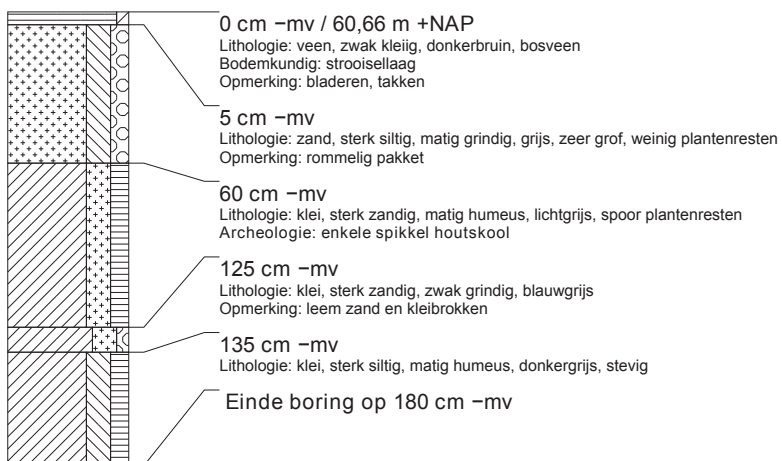 0 cm −mv / 60,66 m +NAP
Lithologie: veen, zwak kleiig, donkerbruin, bosveen
Bodemkundig: strooisellaag
Opmerking: bladeren, takken
5 cm −mv
Lithologie: zand, sterk siltig, matig grindig, grijs, zeer grof, weinig plantenresten
Opmerking: rommelig pakket
60 cm −mv
Lithologie: klei, sterk zandig, matig humeus, lichtgrijs, spoor plantenresten
Archeologie: enkele spikkel houtskool
125 cm −mv
Lithologie: klei, sterk zandig, zwak grindig, blauwgrijs
Opmerking: leem zand en kleibrokken
135 cm −mv
Lithologie: klei, sterk siltig, matig humeus, donkergrijs, stevig
Einde boring op 180 cm −mv